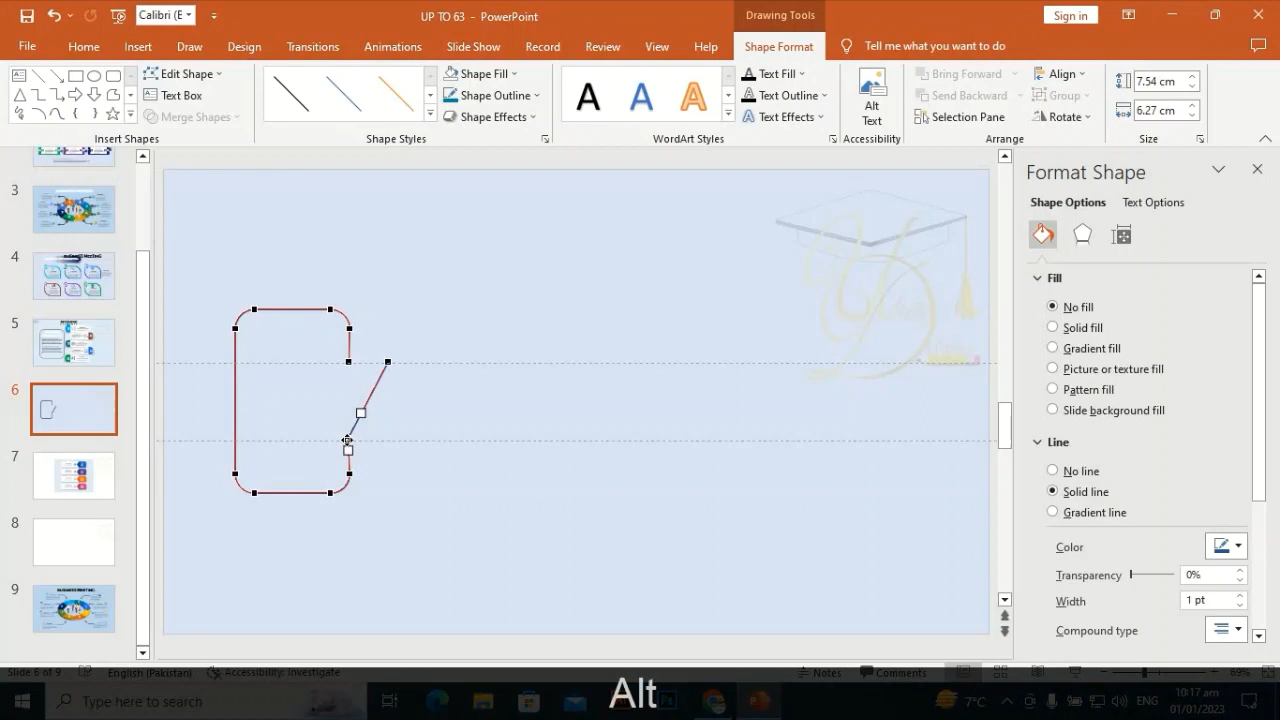 Calibri (E
UP TO 63 - PowerPoint
Drawing Tools
Sign in
File
Home
Insert
Draw
Design
Transitions
Animations
Slide Show
Record
Review
View
Help
Shape Format
Tell me what you want to do
Edit Shape
Text Box
Merge Shapes
Insert Shapes
Shape Fill
Shape Outline
Shape Effects
Shape Styles
A A A
Text Fill
Text Outline
Text Effects
WordArt Styles
Alt
Text
Accessibility
Bring Forward
Send Backward
Selection Pane
Align
Group
Rotate
Arrange
7.54 cm
6.27 cm
Size
3
4
5
6
7
8
9
Format Shape
Shape Options
Text Options
Fill
No fill
Solid fill
Gradient fill
Picture or texture fill
Pattern fill
Slide background fill
Line
No line
Solid line
Gradient line
Color
Transparency
0%
Width
1 pt
Compound type
Slide 6 of 9
English (Pakistan)
Accessibility: Investigate
Notes
Comments
69%
Alt
Type here to search
7°C
ENG
10:17 am
01/01/2023